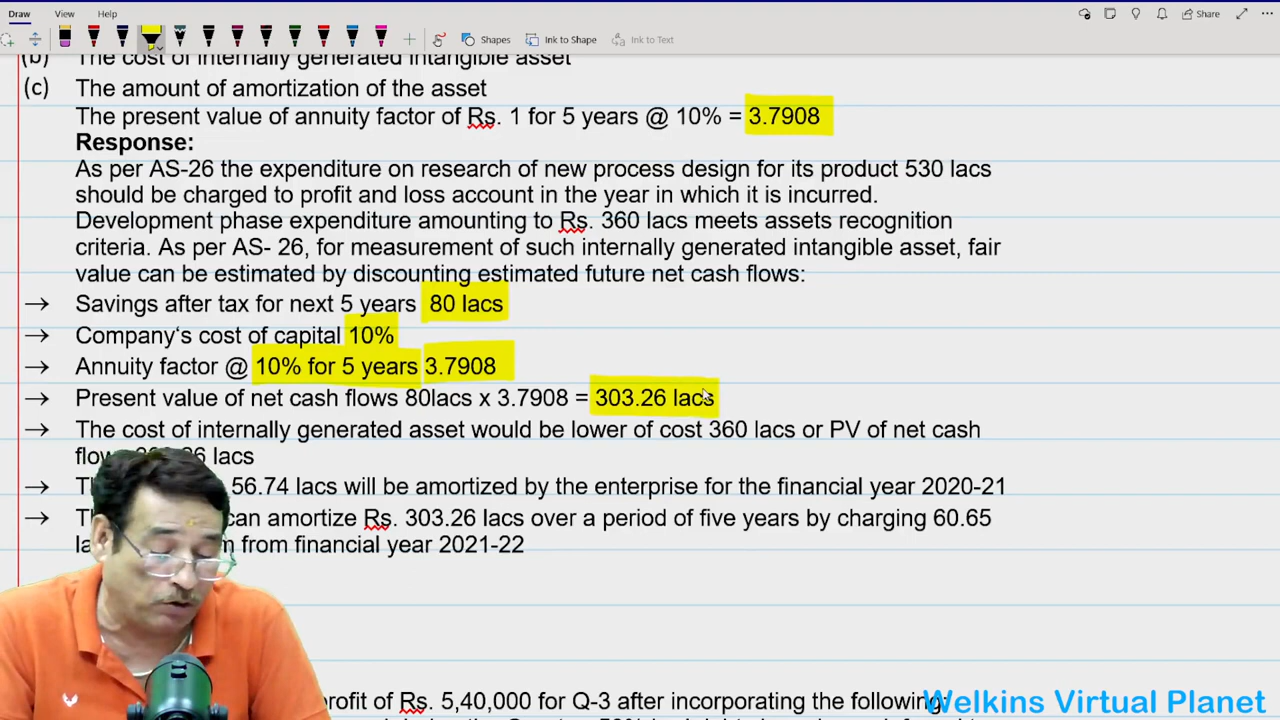 Draw View Help Share
Shapes Ink to Shape Ink to Text
(b) The cost of internally generated intangible asset
(c) The amount of amortization of the asset
The present value of annuity factor of Rs. 1 for 5 years @ 10% = 3.7908
Response:
As per AS-26 the expenditure on research of new process design for its product 530 lacs
should be charged to profit and loss account in the year in which it is incurred.
Development phase expenditure amounting to Rs. 360 lacs meets assets recognition
criteria. As per AS- 26, for measurement of such internally generated intangible asset, fair
value can be estimated by discounting estimated future net cash flows:
→ Savings after tax for next 5 years 80 lacs
→ Company‘s cost of capital 10%
→ Annuity factor @ 10% for 5 years 3.7908
→ Present value of net cash flows 80lacs x 3.7908 = 303.26 lacs
→ The cost of internally generated asset would be lower of cost 360 lacs or PV of net cash
lacs
→ 56.74 lacs will be amortized by the enterprise for the financial year 2020-21
→ can amortize Rs. 303.26 lacs over a period of five years by charging 60.65
from financial year 2021-22
profit of Rs. 5,40,000 for Q-3 after incorporating the following:
Welkins Virtual Planet